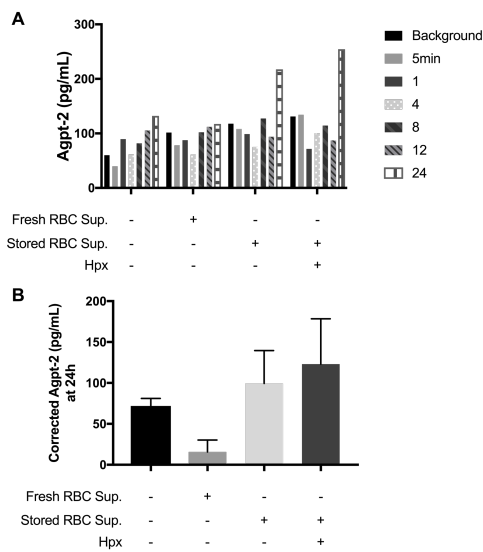 A
300
200
100
0
Agpt-2 (pg/mL)
Background
5min
1
4
8
12
24
Fresh RBC Sup. - + - -
Stored RBC Sup. - - + +
Hpx - - - +
B
200
150
100
50
0
Corrected Agpt-2 (pg/mL)
at 24h
Fresh RBC Sup. - + - -
Stored RBC Sup. - - + +
Hpx - - - +